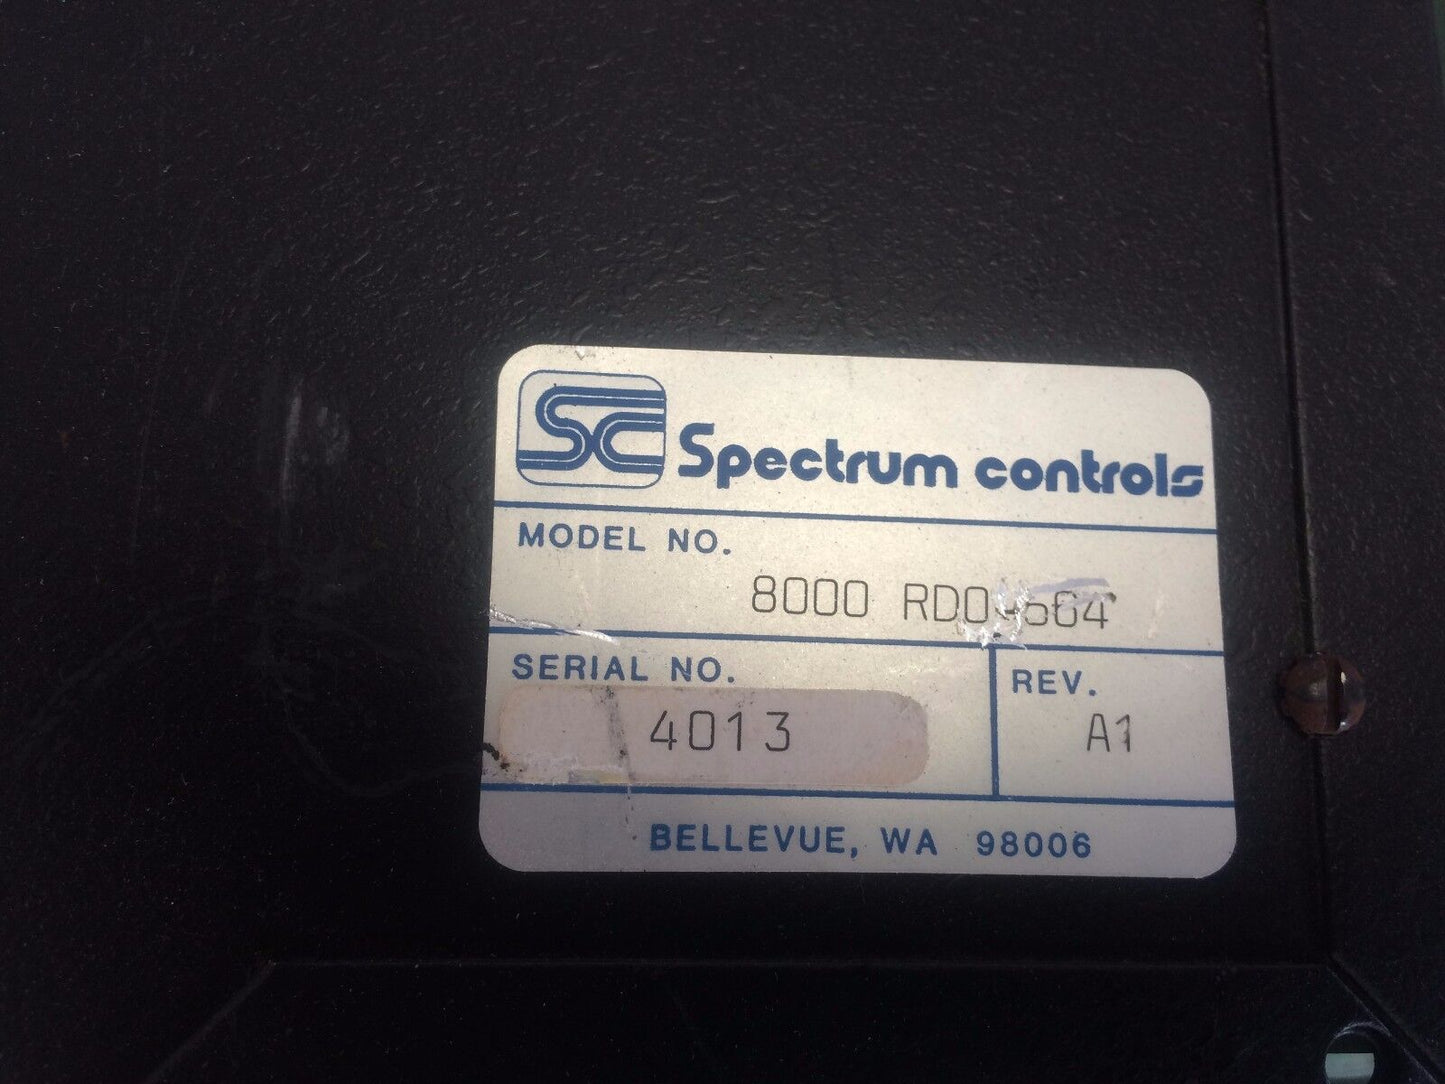 SC Spectrum controls
MODEL NO.
8000
SERIAL NO.
4013
REV.
A1
BELLEVUE, WA 98006